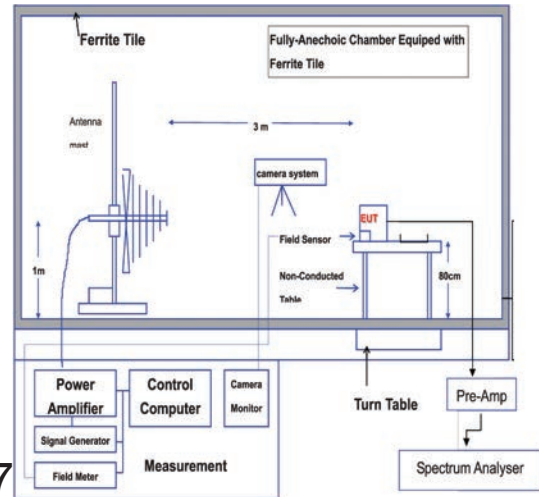 Ferrite Tile
Fully-Anechoic Chamber Equiped with
Ferrite Tile
Antenna
mast
3 m
camera system
EUT
Field Sensor
1m
Non-Conducted
Table
80cm
Power
Amplifier
Control
Computer
Camera
Monitor
Turn Table
Pre-Amp
Signal Generator
Field Meter
Measurement
Spectrum Analyser
7